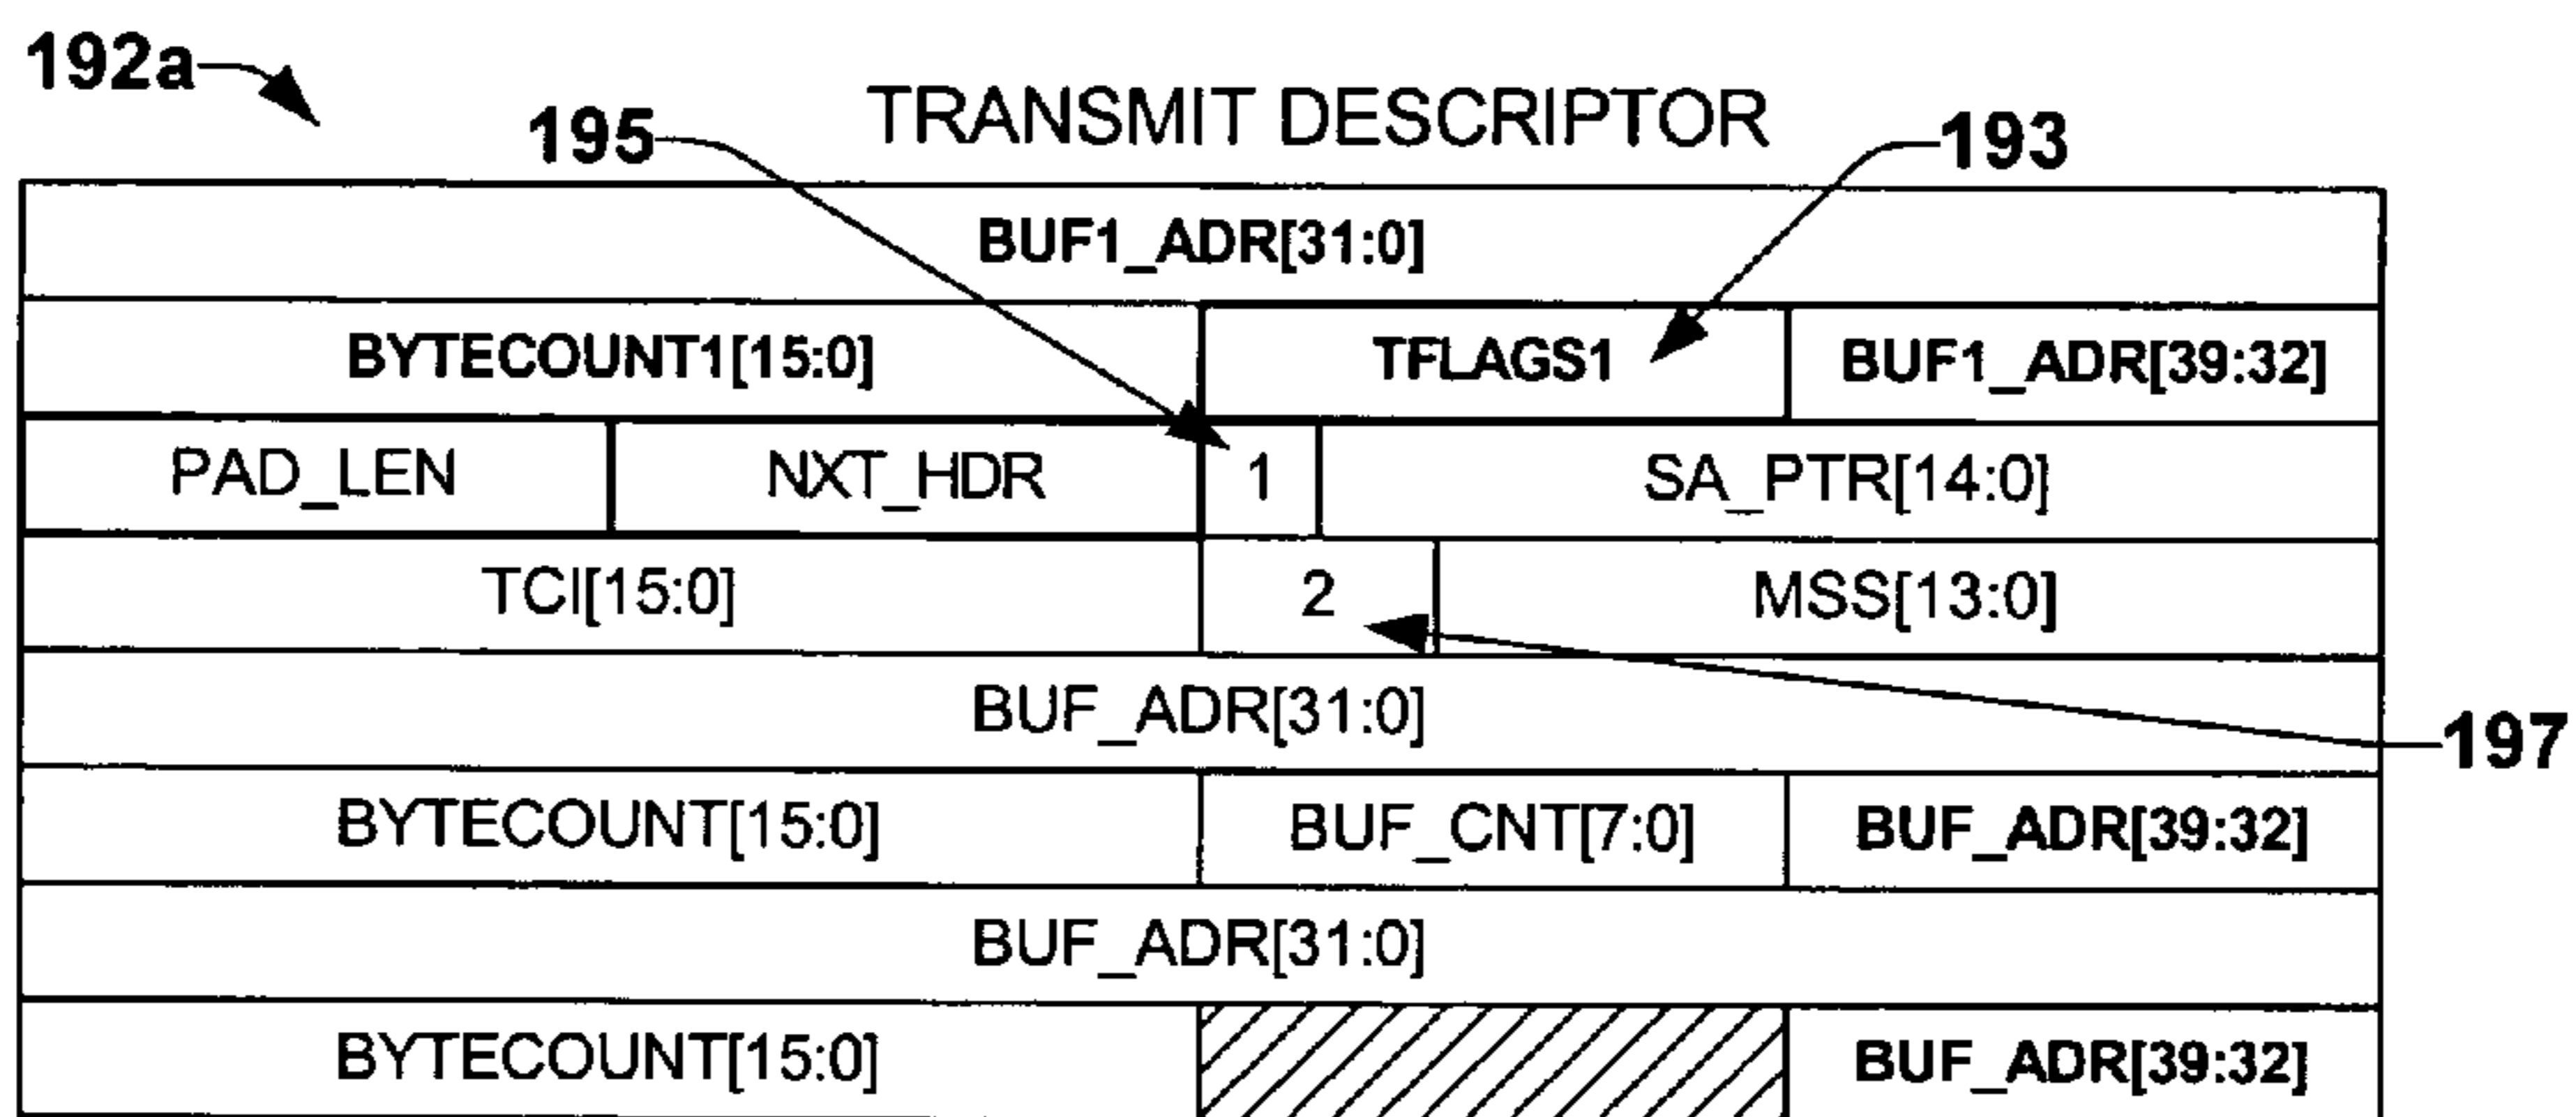 192a
TRANSMIT DESCRIPTOR
195
193
BUF1_ADR[31:0]
BYTECOUNT1[15:0] TFLAGS1 BUF1_ADR[39:32]
PAD_LEN NXT_HDR 1 SA_PTR[14:0]
TCI[15:0] 2 MSS[13:0]
BUF_ADR[31:0]
197
BYTECOUNT[15:0] BUF_CNT[7:0] BUF_ADR[39:32]
BUF_ADR[31:0]
BYTECOUNT[15:0] BUF_ADR[39:32]